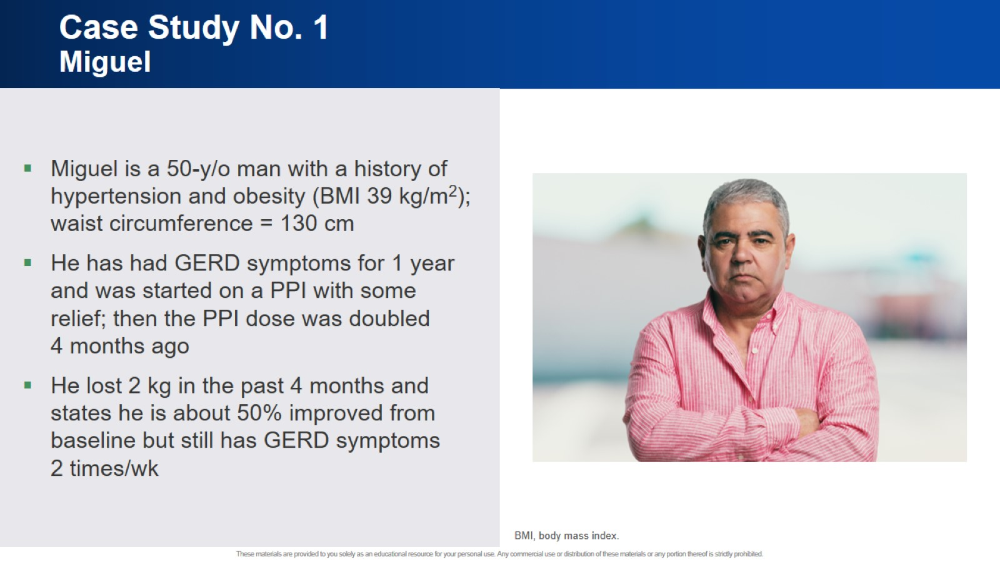 Case Study No. 1
Miguel
▪ Miguel is a 50-y/o man with a history of
hypertension and obesity (BMI 39 kg/m²);
waist circumference = 130 cm
▪ He has had GERD symptoms for 1 year
and was started on a PPI with some
relief; then the PPI dose was doubled
4 months ago
▪ He lost 2 kg in the past 4 months and
states he is about 50% improved from
baseline but still has GERD symptoms
2 times/wk
BMI, body mass index.
These materials are provided to you solely as an educational resource for your personal use. Any commercial use or distribution of these materials or any portion thereof is strictly prohibited.